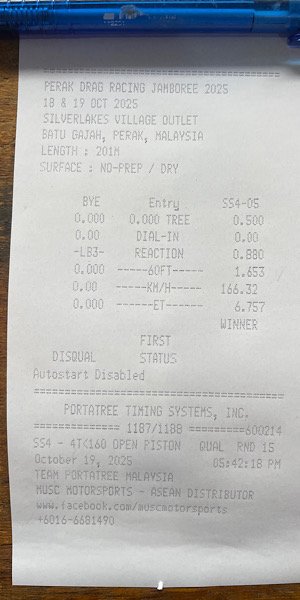 ==========================================
PERAK DRAG RACING JAMBOREE 2025
18 & 19 OCT 2025
SILVERLAKES VILLAGE OUTLET
BATU GAJAH, PERAK, MALAYSIA
LENGTH : 201M
SURFACE : NO-PREP / DRY
BYE Entry SS4-05
0.000 0.000 TREE 0.500
0.00 DIAL-IN 0.00
-LB3- REACTION 0.880
0.000 ------60FT------ 1.653
0.00 ------KM/H------ 166.32
0.000 -------ET------- 6.757
WINNER
FIRST
DISQUAL STATUS
Autostart Disabled
==========================================
PORTATREE TIMING SYSTEMS, INC.
============== 1187/1188 =========600214
SS4 - 4TK160 OPEN PISTON QUAL RND 15
October 19, 2025 05:42:18 PM
TEAM PORTATREE MALAYSIA
MUSC MOTORSPORTS - ASEAN DISTRIBUTOR
www.facebook.com/muscmotorsports
+6016-6681490